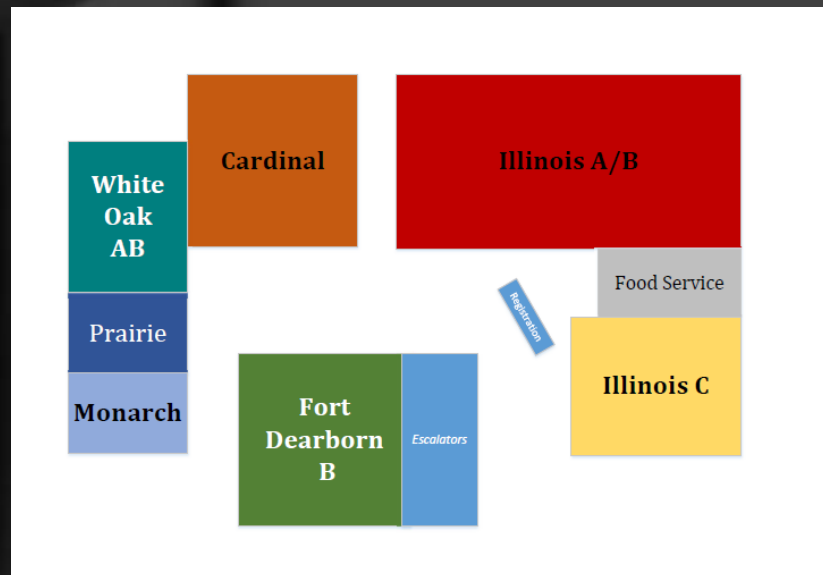 Cardinal
Illinois A/B
White
Oak
AB
Food Service
Registration
Prairie
Illinois C
Monarch
Fort
Dearborn
B
Escalators